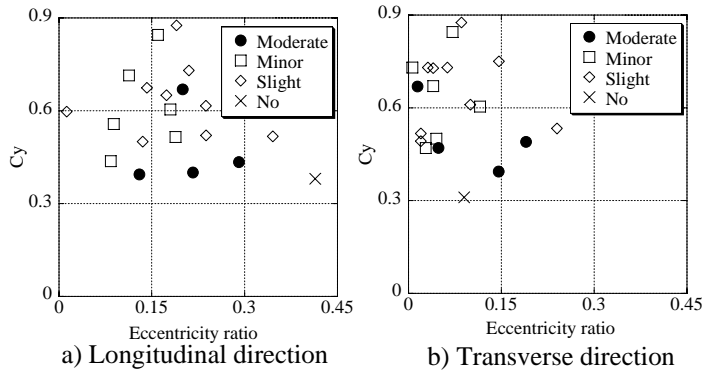 0.9
0.6
0.3
0
Cy
0 0.15 0.3 0.45
Eccentricity ratio
Moderate
Minor
Slight
No
a) Longitudinal direction
0.9
0.6
0.3
0
Cy
0 0.15 0.3 0.45
Eccentricity ratio
Moderate
Minor
Slight
No
b) Transverse direction